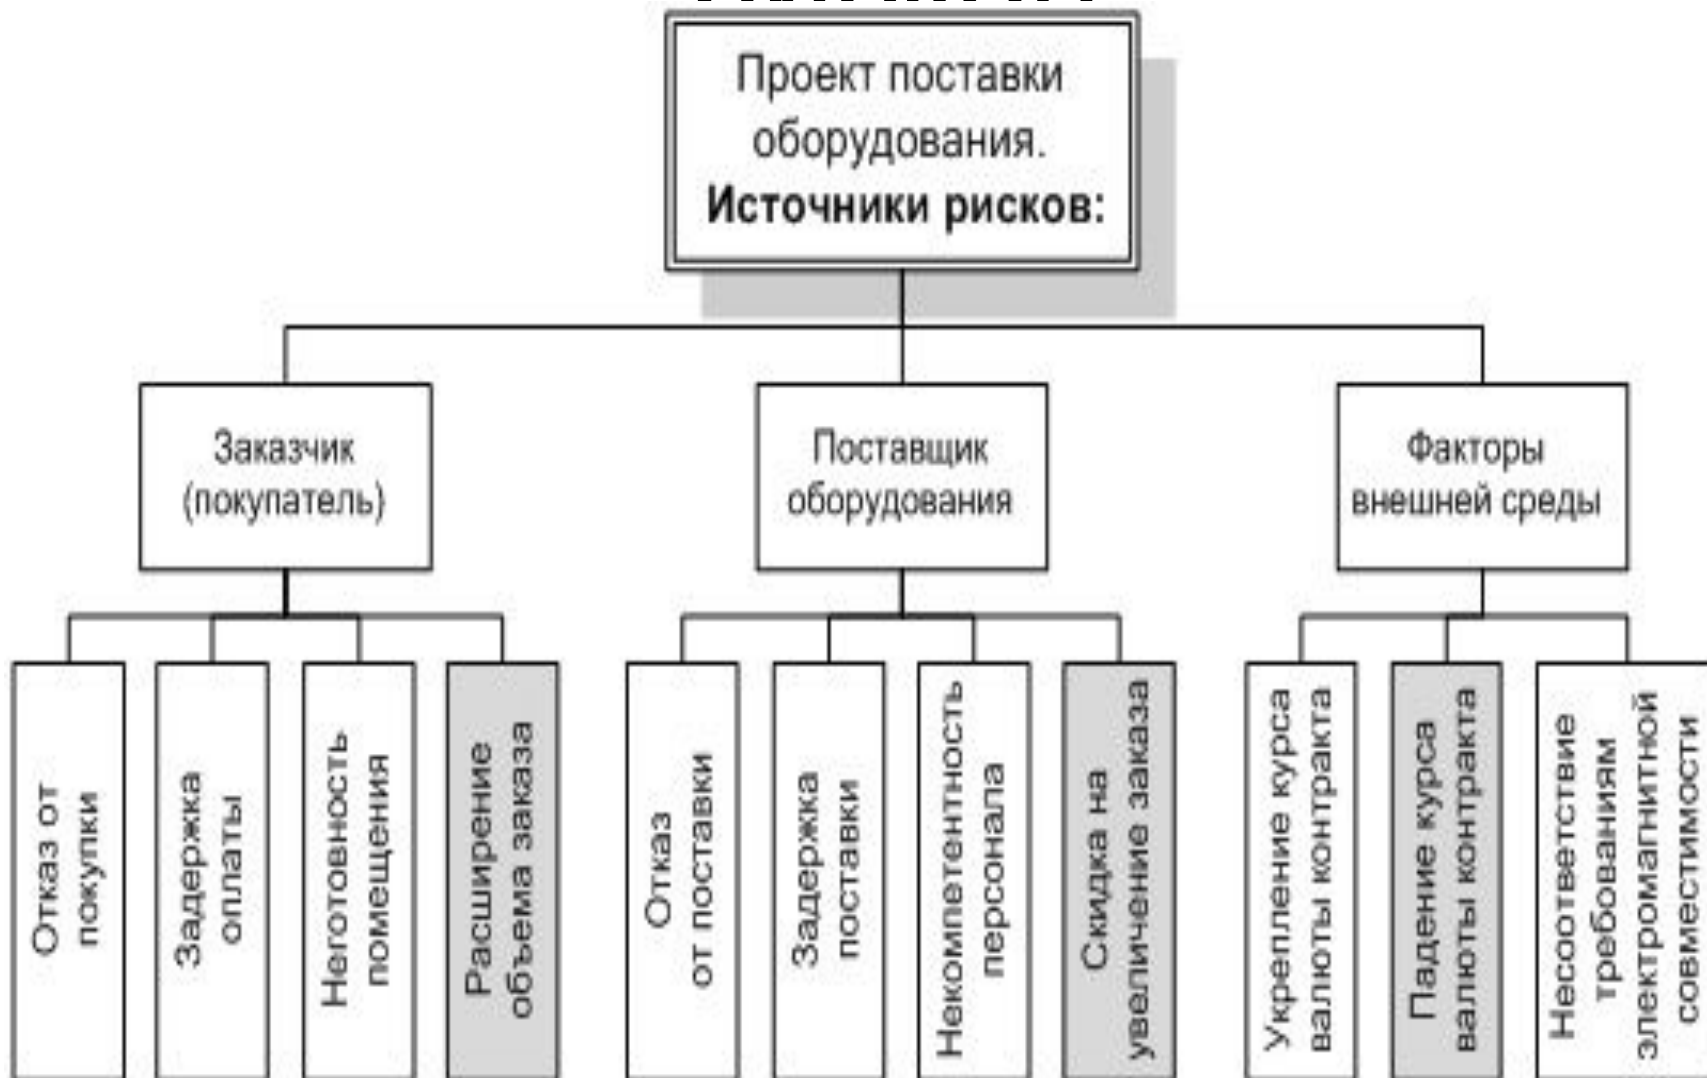 Проект поставки
оборудования.
Источники рисков:
Заказчик
(покупатель)
Поставщик
оборудования
Факторы
внешней среды
Отказ от
покупки
Задержка
оплаты
Неготовность
помещения
Расширение
объема заказа
Отказ
от поставки
Задержка
поставки
Некомпетентность
персонала
Скидка на
увеличение заказа
Укрепление курса
валюты контракта
Падение курса
валюты контракта
Несоответствие
требованиям
электромагнитной
совместимости